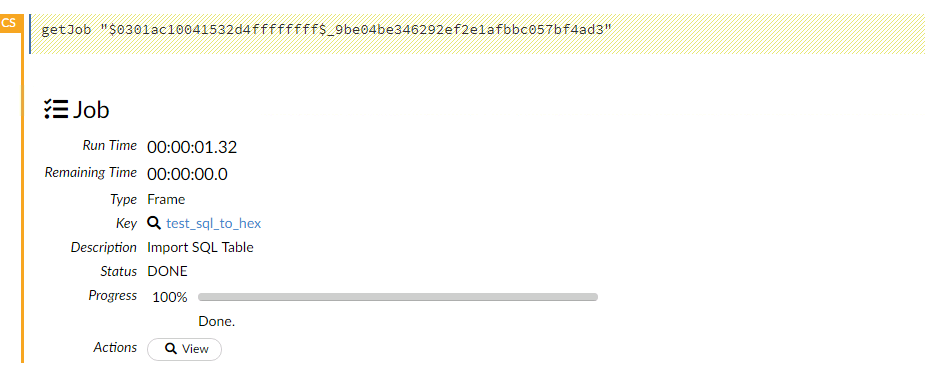 CS
getJob "$0301ac10041532d4ffffffff$_9be04be346292ef2e1afbbc057bf4ad3"
Job
Run Time 00:00:01.32
Remaining Time 00:00:00.0
Type Frame
Key test_sql_to_hex
Description Import SQL Table
Status DONE
Progress 100%
Done.
Actions View